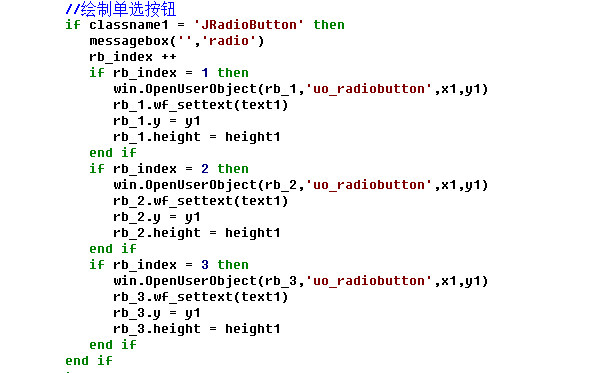 //绘制单选按钮
if classname1 = 'JRadioButton' then
messagebox('','radio')
rb_index ++
if rb_index = 1 then
win.OpenUserObject(rb_1,'uo_radiobutton',x1,y1)
rb_1.wf_settext(text1)
rb_1.y = y1
rb_1.height = height1
end if
if rb_index = 2 then
win.OpenUserObject(rb_2,'uo_radiobutton',x1,y1)
rb_2.wf_settext(text1)
rb_2.y = y1
rb_2.height = height1
end if
if rb_index = 3 then
win.OpenUserObject(rb_3,'uo_radiobutton',x1,y1)
rb_3.wf_settext(text1)
rb_3.y = y1
rb_3.height = height1
end if
end if